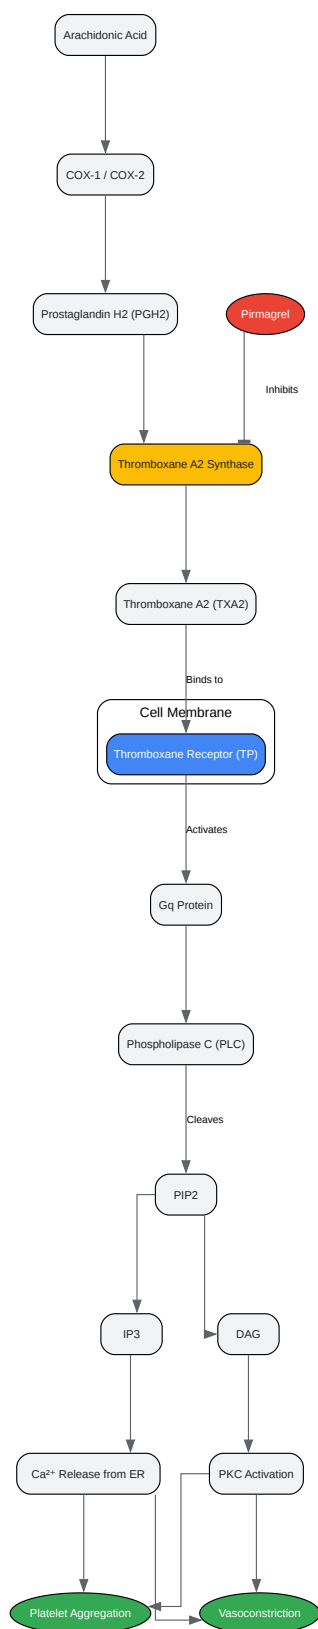 Arachidonic Acid
COX-1 / COX-2
Prostaglandin H2 (PGH2)
Pirmagrel
Inhibits
Thromboxane A2 Synthase
Thromboxane A2 (TXA2)
Binds to
Cell Membrane
Thromboxane Receptor (TP)
Activates
Gq Protein
Phospholipase C (PLC)
Cleaves
PIP2
IP3
DAG
Ca²⁺ Release from ER
PKC Activation
Platelet Aggregation
Vasoconstriction